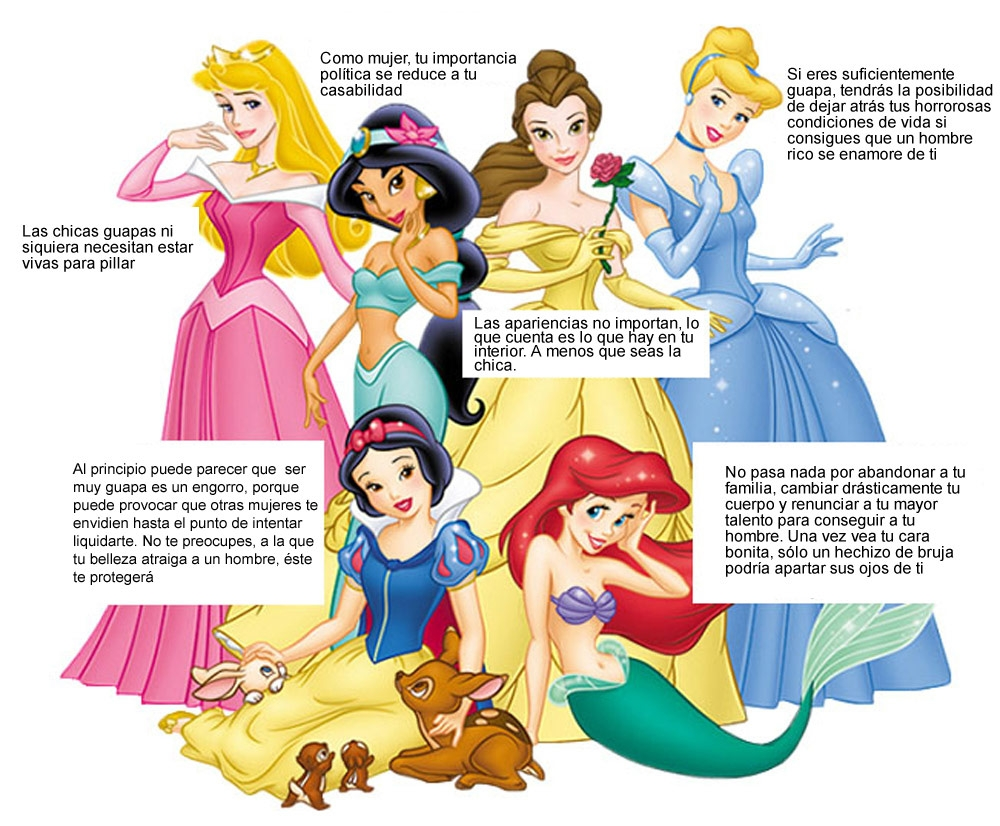 Como mujer, tu importancia
política se reduce a tu
casabilidad
Si eres suficientemente
guapa, tendrás la posibilidad
de dejar atrás tus horrorosas
condiciones de vida si
consigues que un hombre
rico se enamore de ti
Las chicas guapas ni
siquiera necesitan estar
vivas para pillar
Las apariencias no importan, lo
que cuenta es lo que hay en tu
interior. A menos que seas la
chica.
Al principio puede parecer que ser
muy guapa es un engorro, porque
puede provocar que otras mujeres te
envidien hasta el punto de intentar
liquidarte. No te preocupes, a la que
tu belleza atraiga a un hombre, éste
te protegerá
No pasa nada por abandonar a tu
familia, cambiar drásticamente tu
cuerpo y renunciar a tu mayor
talento para conseguir a tu
hombre. Una vez vea tu cara
bonita, sólo un hechizo de bruja
podría apartar sus ojos de ti